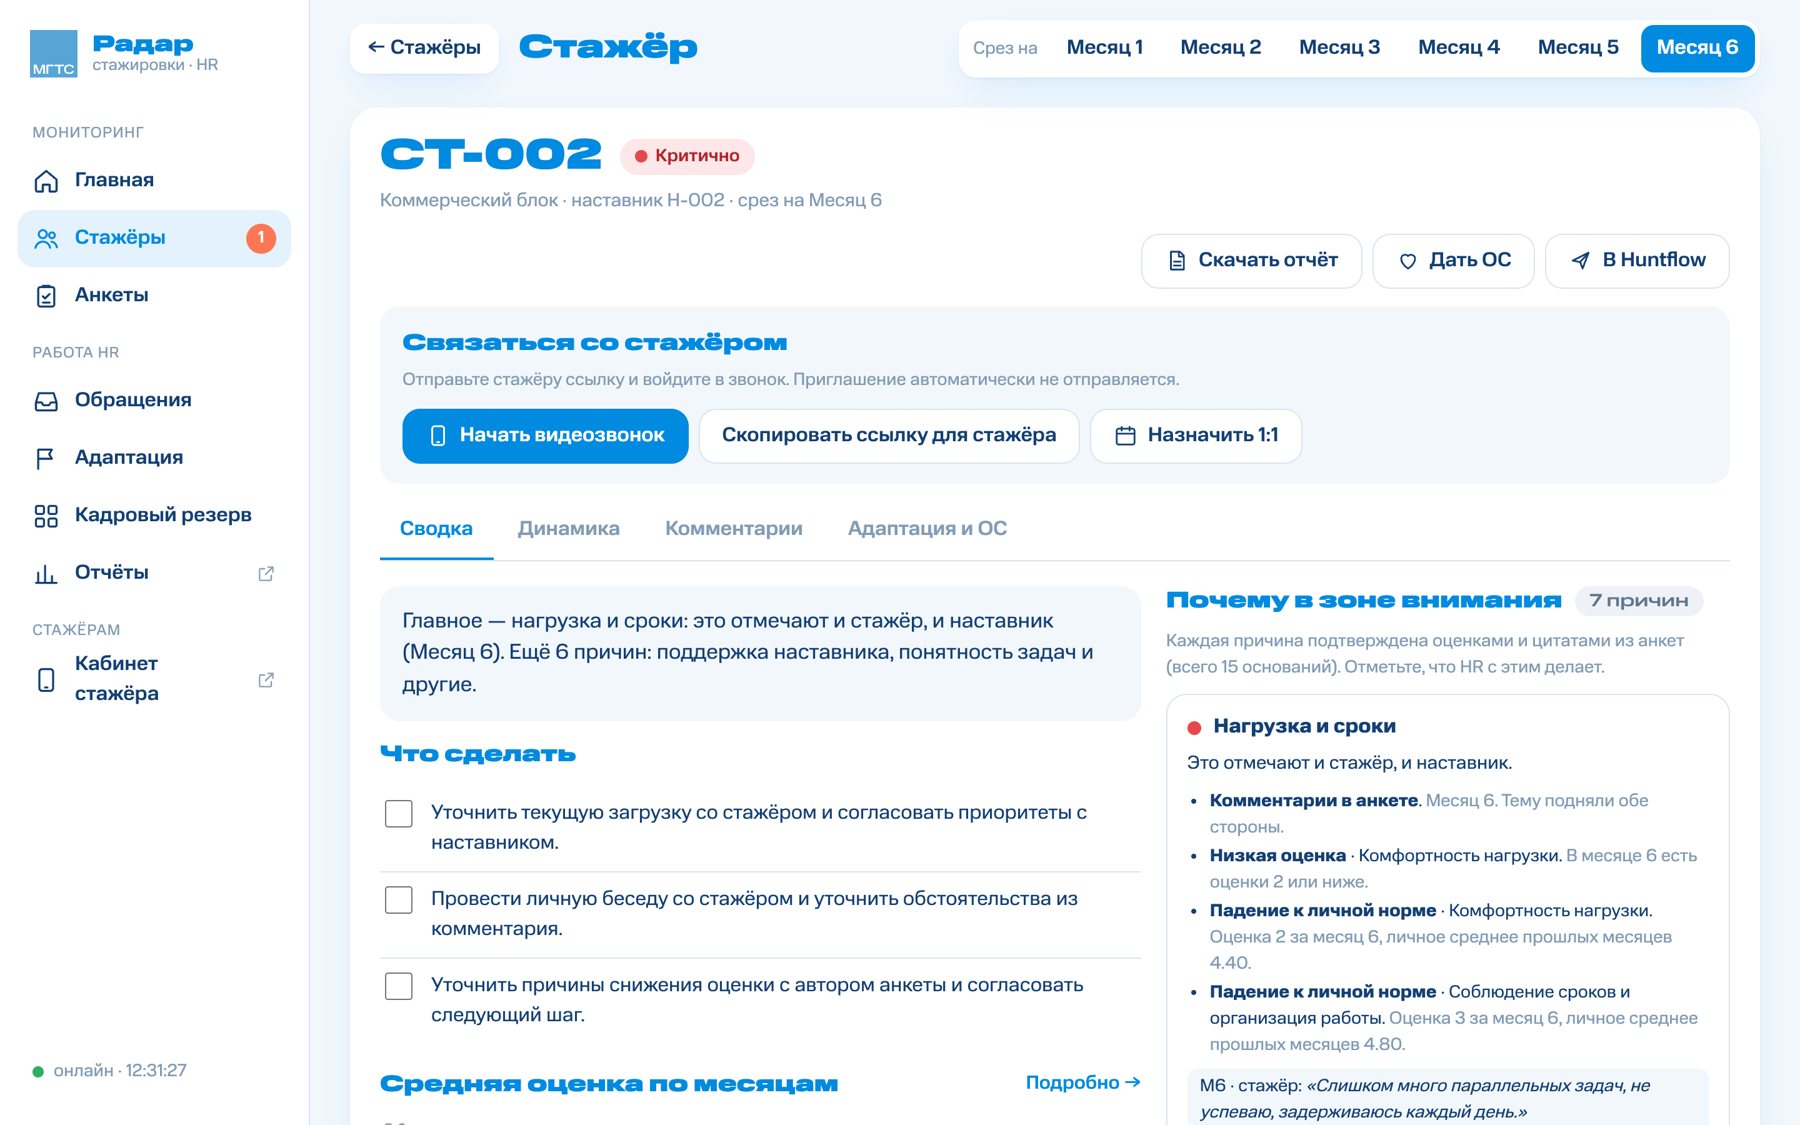 МГТС
Радар
стажировки · HR
МОНИТОРИНГ
Главная
Стажёры
1
Анкеты
РАБОТА HR
Обращения
Адаптация
Кадровый резерв
Отчёты
СТАЖЁРАМ
Кабинет
стажёра
онлайн · 12:31:27
← Стажёры
Стажёр
Срез на
Месяц 1
Месяц 2
Месяц 3
Месяц 4
Месяц 5
Месяц 6
СТ-002
Критично
Коммерческий блок · наставник Н-002 · срез на Месяц 6
Скачать отчёт
Дать ОС
В Huntflow
Связаться со стажёром
Отправьте стажёру ссылку и войдите в звонок. Приглашение автоматически не отправляется.
Начать видеозвонок
Скопировать ссылку для стажёра
Назначить 1:1
Сводка
Динамика
Комментарии
Адаптация и ОС
Главное — нагрузка и сроки: это отмечают и стажёр, и наставник
(Месяц 6). Ещё 6 причин: поддержка наставника, понятность задач и
другие.
Что сделать
Уточнить текущую загрузку со стажёром и согласовать приоритеты с
наставником.
Провести личную беседу со стажёром и уточнить обстоятельства из
комментария.
Уточнить причины снижения оценки с автором анкеты и согласовать
следующий шаг.
Средняя оценка по месяцам
Подробно →
Почему в зоне внимания
7 причин
Каждая причина подтверждена оценками и цитатами из анкет
(всего 15 оснований). Отметьте, что HR с этим делает.
Нагрузка и сроки
Это отмечают и стажёр, и наставник.
• Комментарии в анкете. Месяц 6. Тему подняли обе
стороны.
• Низкая оценка · Комфортность нагрузки. В месяце 6 есть
оценки 2 или ниже.
• Падение к личной норме · Комфортность нагрузки.
Оценка 2 за месяц 6, личное среднее прошлых месяцев
4.40.
• Падение к личной норме · Соблюдение сроков и
организация работы. Оценка 3 за месяц 6, личное среднее
прошлых месяцев 4.80.
М6 · стажёр: «Слишком много параллельных задач, не
успеваю, задерживаюсь каждый день.»